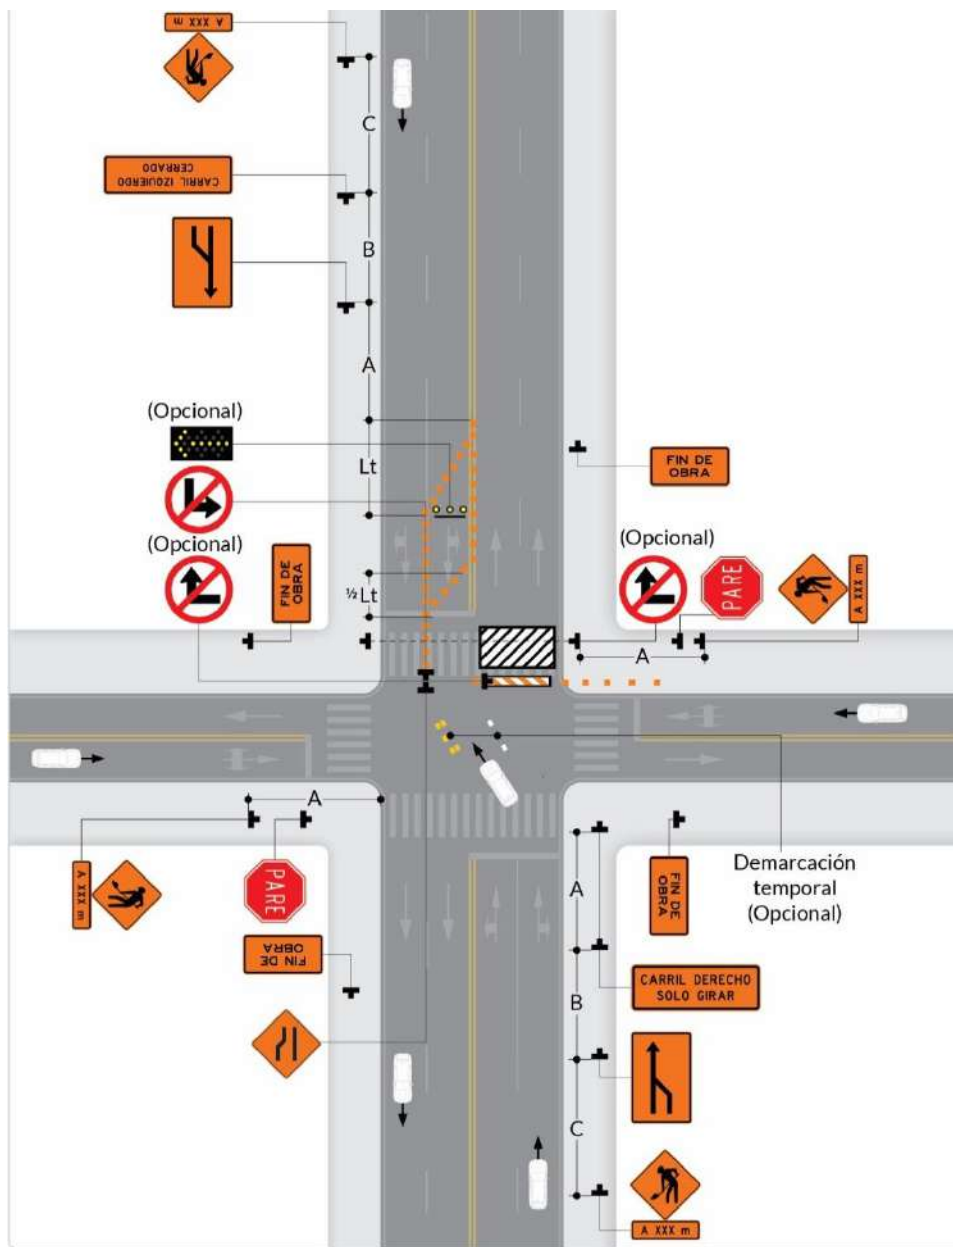 A XXX m
C
CARRIL IZQUIERDO
CERRADO
B
A
(Opcional)
Lt
FIN DE
OBRA
(Opcional)
FIN DE
OBRA
(Opcional)
PARE
A XXX m
½Lt
A
A
A XXX m
PARE
A
FIN DE
OBRA
Demarcación
temporal
(Opcional)
FIN DE
OBRA
CARRIL DERECHO
SOLO GIRAR
B
C
A XXX m